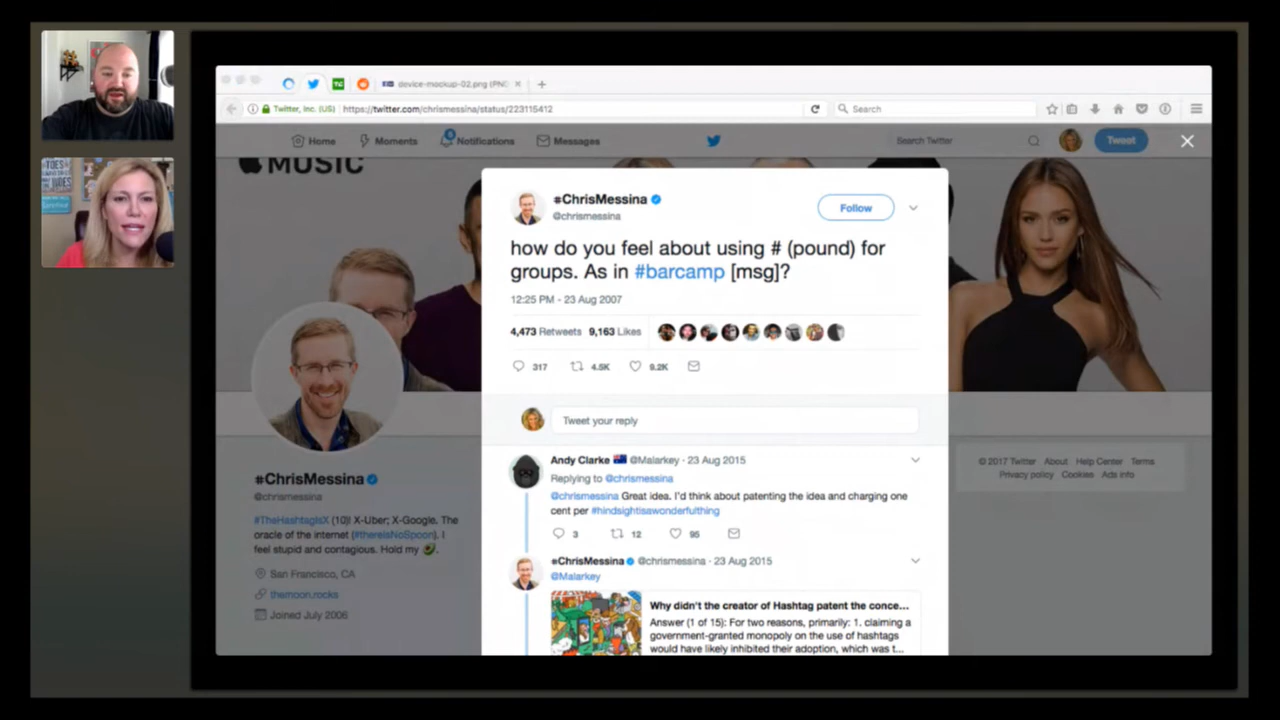 device-mockup-02.png (PNG
Twitter, Inc. (US) https://twitter.com/chrismessina/status/223115412 Search
Home Moments Notifications Messages Search Twitter Tweet
MUSIC
#ChrisMessina
@chrismessina
Follow
how do you feel about using # (pound) for
groups. As in #barcamp [msg]?
12:25 PM - 23 Aug 2007
4,473 Retweets 9,163 Likes
317 4.5K 9.2K
Tweet your reply
Andy Clarke @Malarkey · 23 Aug 2015
Replying to @chrismessina
@chrismessina Great idea. I'd think about patenting the idea and charging one
cent per #hindsightisawonderfulthing
3 12 95
#ChrisMessina @chrismessina · 23 Aug 2015
@Malarkey
Why didn't the creator of Hashtag patent the conce...
Answer (1 of 15): For two reasons, primarily: 1. claiming a
government-granted monopoly on the use of hashtags
would have likely inhibited their adoption, which was t...
#ChrisMessina
@chrismessina
#TheHashtagIsX (10)! X-Uber; X-Google. The
oracle of the internet (#thereIsNoSpoon). I
feel stupid and contagious. Hold my 🥑.
San Francisco, CA
themoon.rocks
Joined July 2006
© 2017 Twitter About Help Center Terms
Privacy policy Cookies Ads info